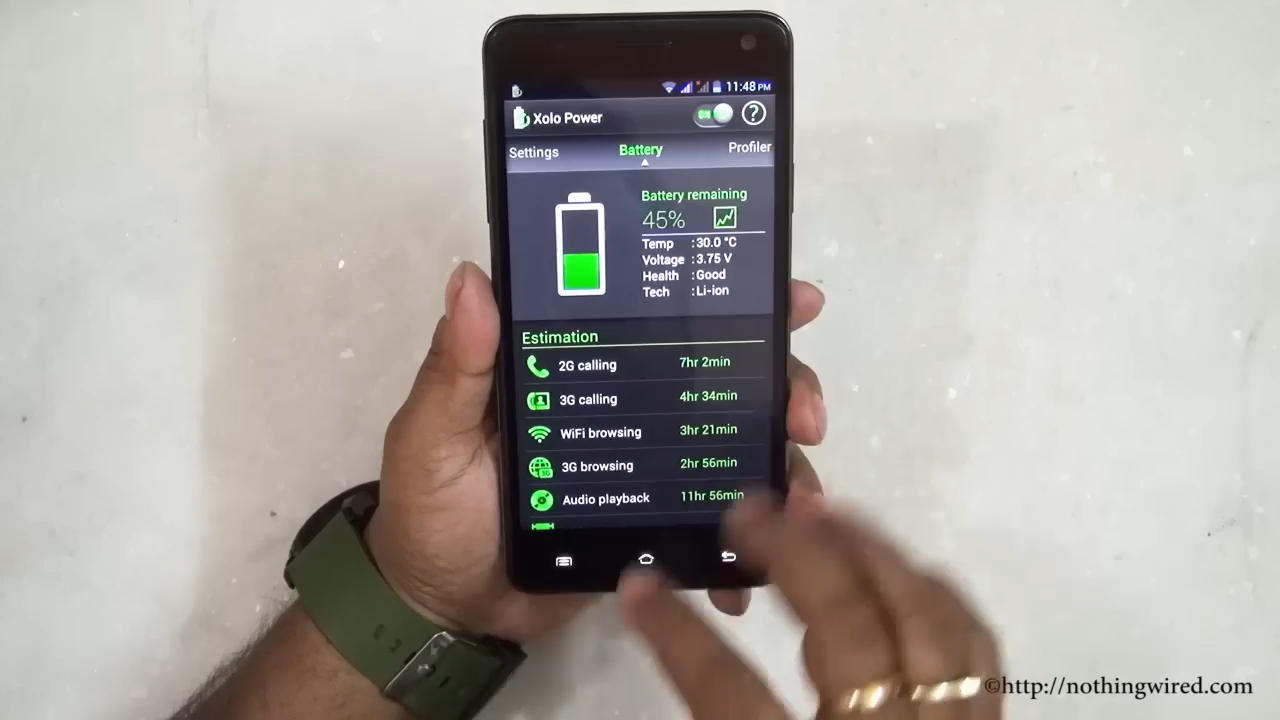 11:48 PM
Xolo Power ON ?
Settings Battery Profiler
Battery remaining
45%
Temp : 30.0 °C
Voltage : 3.75 V
Health : Good
Tech : Li-ion
Estimation
2G calling 7hr 2min
3G calling 4hr 34min
WiFi browsing 3hr 21min
3G browsing 2hr 56min
Audio playback 11hr 56min
©http://nothingwired.com